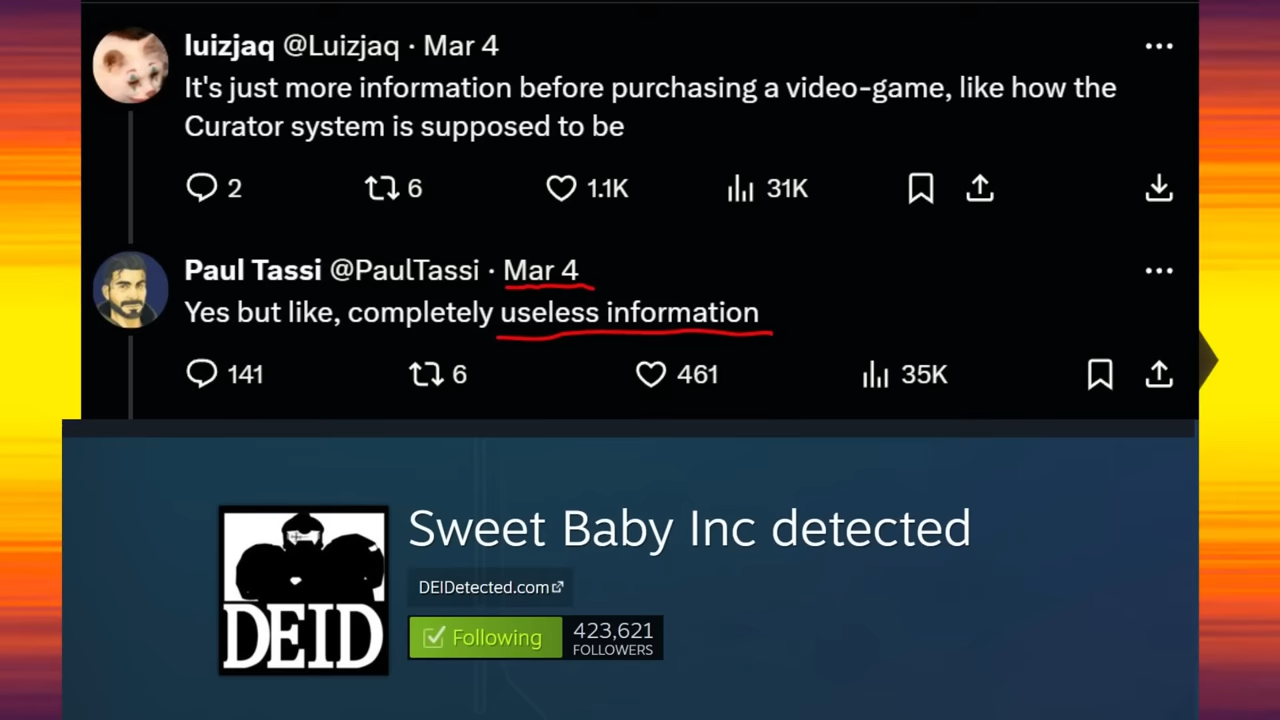 luizjaq @Luizjaq · Mar 4
It's just more information before purchasing a video-game, like how the
Curator system is supposed to be
2 6 1.1K 31K
Paul Tassi @PaulTassi · Mar 4
Yes but like, completely useless information
141 6 461 35K
Sweet Baby Inc detected
DEIDetected.com
Following 423,621
FOLLOWERS
DEID